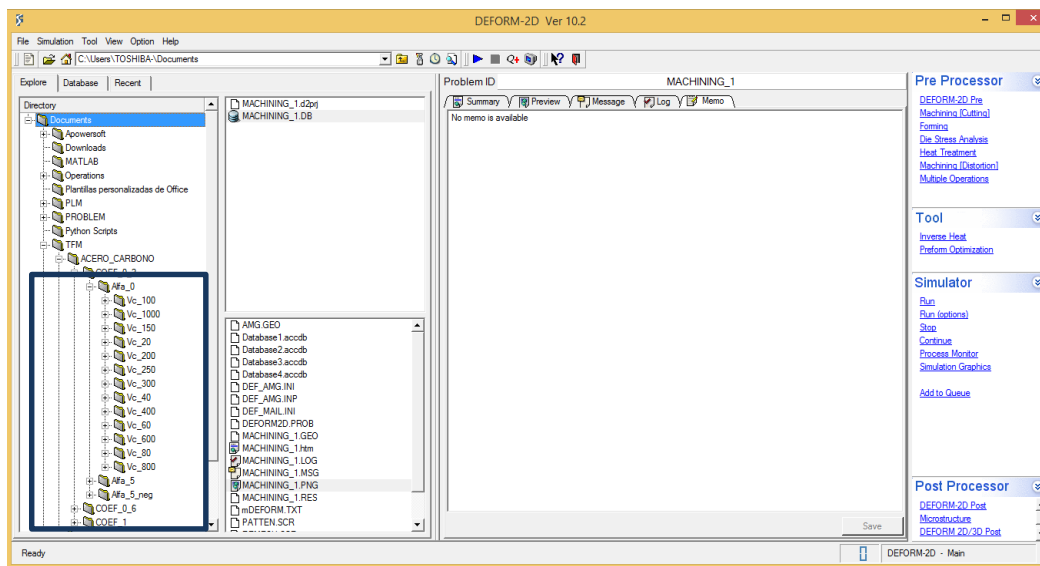 DEFORM-2D Ver 10.2
File Simulation Tool View Option Help
C:\Users\TOSHIBA-\Documents
Explore Database Recent
Directory
Documents
Apowersoft
Downloads
MATLAB
Operations
Plantillas personalizadas de Office
PLM
PROBLEM
Python Scripts
TFM
ACERO_CARBONO
Alfa_0
Vc_100
Vc_1000
Vc_150
Vc_20
Vc_200
Vc_250
Vc_300
Vc_40
Vc_400
Vc_60
Vc_600
Vc_80
Vc_800
Alfa_5
Alfa_5_neg
COEF_0_6
COEF_1
MACHINING_1.d2prj
MACHINING_1.DB
AMG.GEO
Database1.accdb
Database2.accdb
Database3.accdb
Database4.accdb
DEF_AMG.INI
DEF_AMG.INP
DEF_MAIL.INI
DEFORM2D.PROB
MACHINING_1.GEO
MACHINING_1.htm
MACHINING_1.LOG
MACHINING_1.MSG
MACHINING_1.PNG
MACHINING_1.RES
mDEFORM.TXT
PATTEN.SCR
Problem ID MACHINING_1
Summary Preview Message Log Memo
No memo is available
Save
Pre Processor
DEFORM-2D Pre
Machining [Cutting]
Forming
Die Stress Analysis
Heat Treatment
Machining [Distortion]
Multiple Operations
Tool
Inverse Heat
Preform Optimization
Simulator
Run
Run (options)
Stop
Continue
Process Monitor
Simulation Graphics
Add to Queue
Post Processor
DEFORM-2D Post
Microstructure
DEFORM 2D/3D Post
Ready
DEFORM-2D - Main